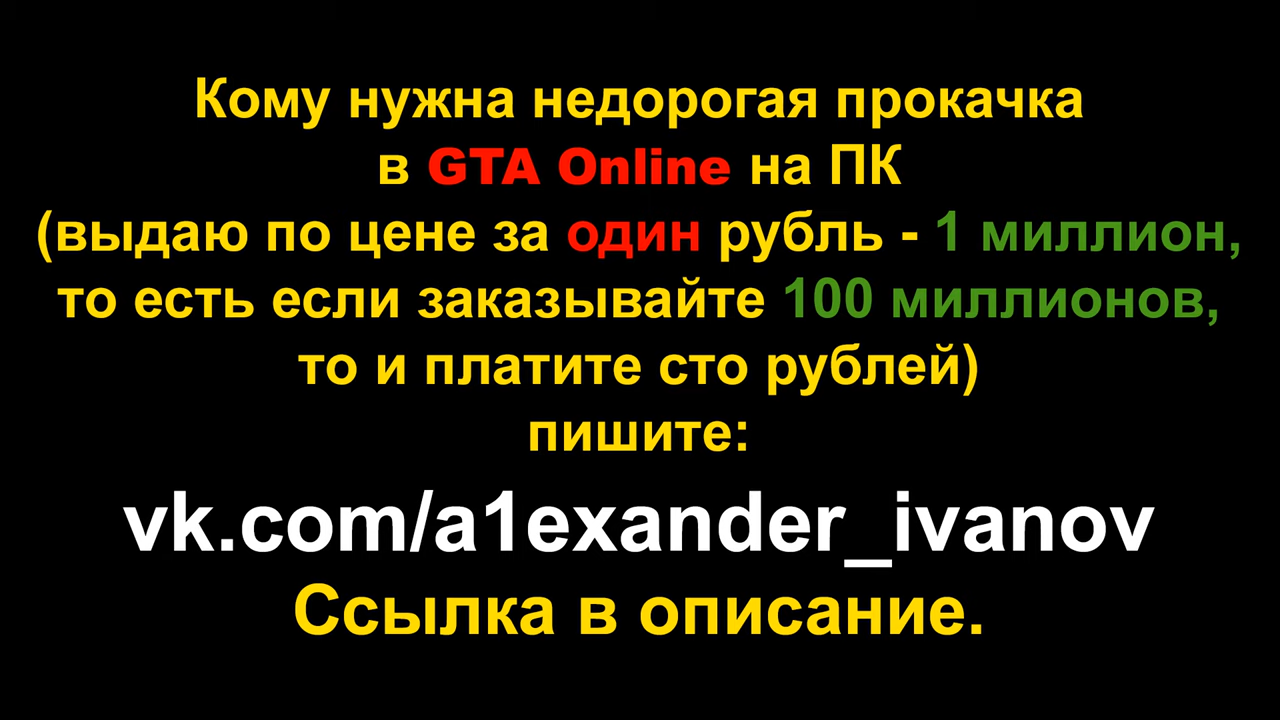 Кому нужна недорогая прокачка
в GTA Online на ПК
(выдаю по цене за один рубль - 1 миллион,
то есть если заказывайте 100 миллионов,
то и платите сто рублей)
пишите:
vk.com/a1exander_ivanov
Ссылка в описание.